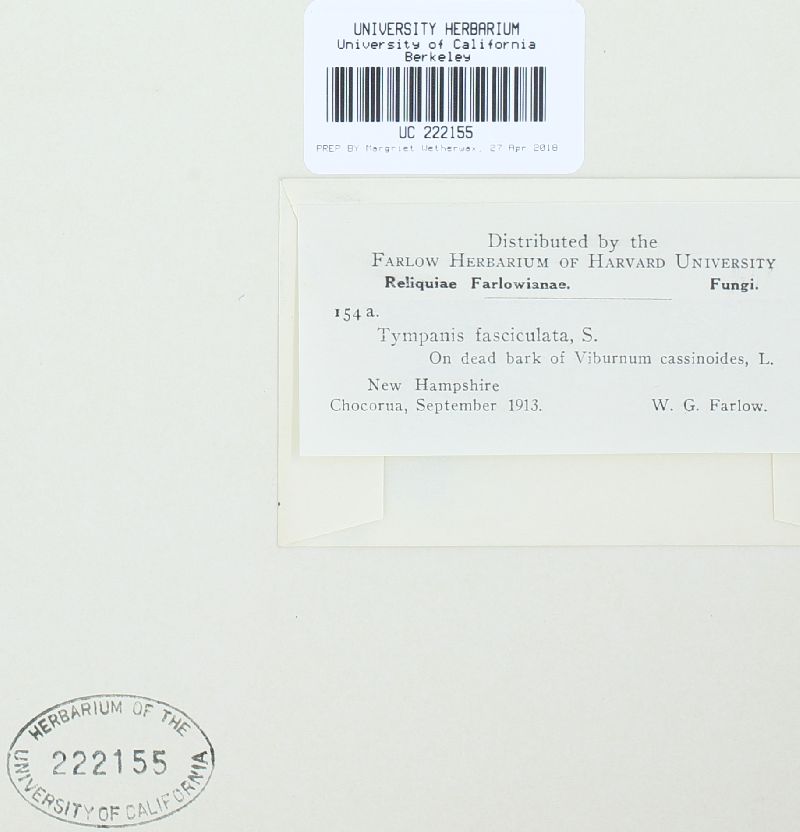 UNIVERSITY HERBARIUM
University of California
Berkeley
UC 222155
PREP BY Margriet Wetherwax, 27 Apr 2018
Distributed by the
FARLOW HERBARIUM OF HARVARD UNIVERSITY
Reliquiae Farlowianae. Fungi.
154 a.
Tympanis fasciculata, S.
On dead bark of Viburnum cassinoides, L.
New Hampshire
Chocorua, September 1913. W. G. Farlow.
HERBARIUM OF THE
222155
UNIVERSITY OF CALIFORNIA